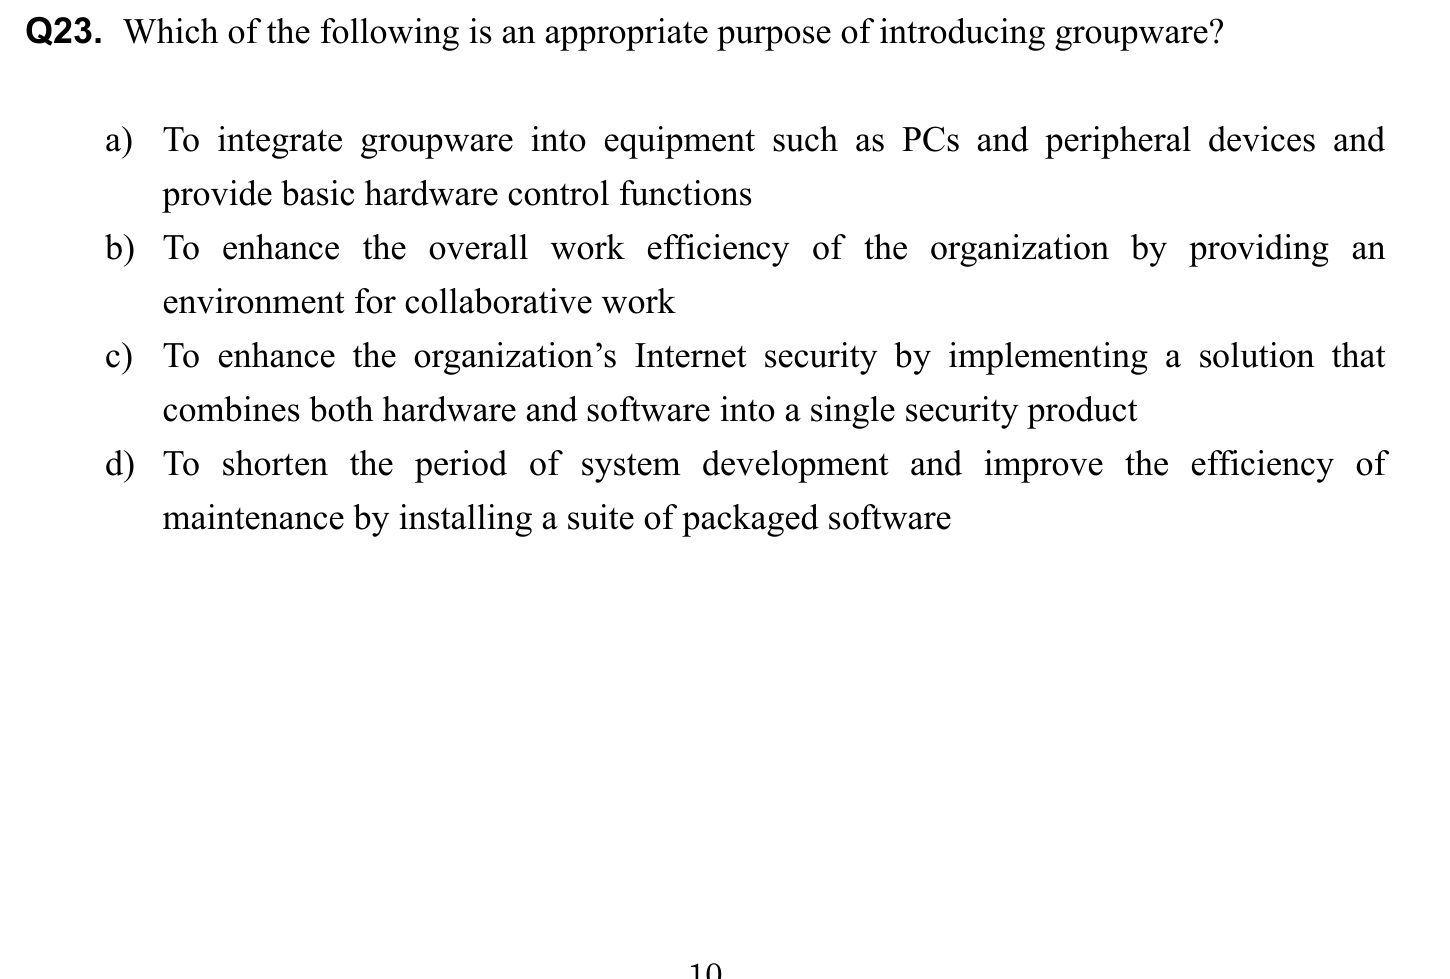 Q23. Which of the following is an appropriate purpose of introducing groupware?
a) To integrate groupware into equipment such as PCs and peripheral devices and
provide basic hardware control functions
b) To enhance the overall work efficiency of the organization by providing an
environment for collaborative work
c) To enhance the organization’s Internet security by implementing a solution that
combines both hardware and software into a single security product
d) To shorten the period of system development and improve the efficiency of
maintenance by installing a suite of packaged software
10